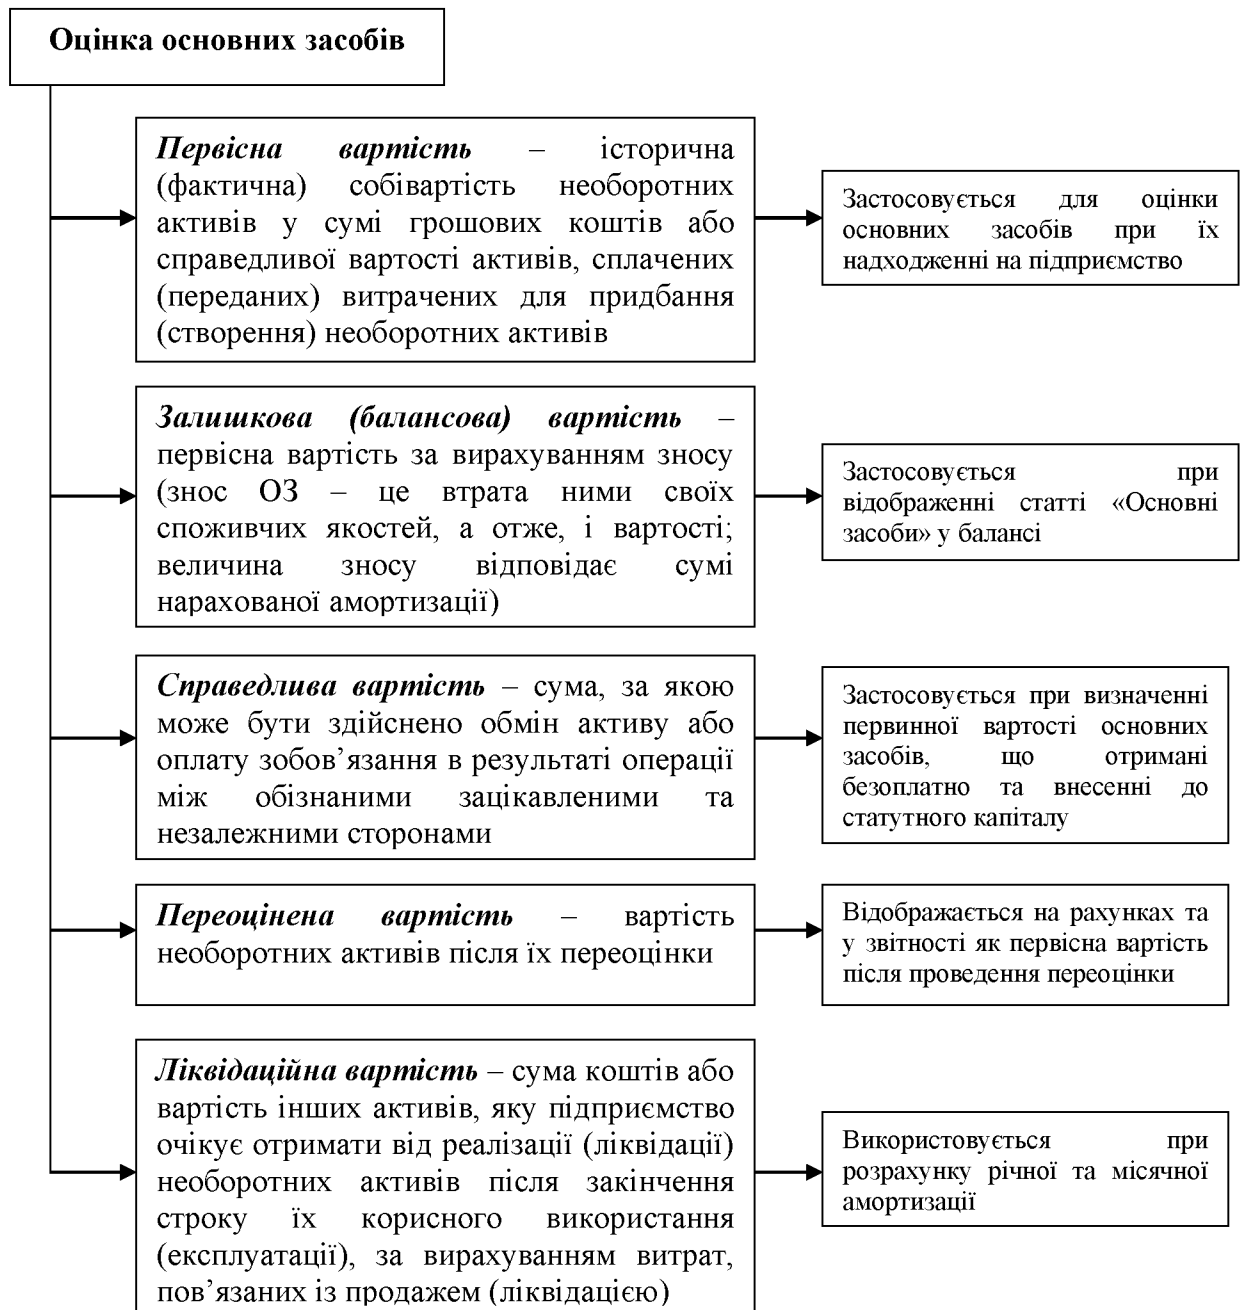 Оцінка основних засобів
Первісна вартість – історична
(фактична) собівартість необоротних
активів у сумі грошових коштів або
справедливої вартості активів, сплачених
(переданих) витрачених для придбання
(створення) необоротних активів
Застосовується для оцінки
основних засобів при їх
надходженні на підприємство
Залишкова (балансова) вартість –
первісна вартість за вирахуванням зносу
(знос ОЗ – це втрата ними своїх
споживчих якостей, а отже, і вартості;
величина зносу відповідає сумі
нарахованої амортизації)
Застосовується при
відображенні статті «Основні
засоби» у балансі
Справедлива вартість – сума, за якою
може бути здійснено обмін активу або
оплату зобов’язання в результаті операції
між обізнаними зацікавленими та
незалежними сторонами
Застосовується при визначенні
первинної вартості основних
засобів, що отримані
безоплатно та внесенні до
статутного капіталу
Переоцінена вартість – вартість
необоротних активів після їх переоцінки
Відображається на рахунках та
у звітності як первісна вартість
після проведення переоцінки
Ліквідаційна вартість – сума коштів або
вартість інших активів, яку підприємство
очікує отримати від реалізації (ліквідації)
необоротних активів після закінчення
строку їх корисного використання
(експлуатації), за вирахуванням витрат,
пов’язаних із продажем (ліквідацією)
Використовується при
розрахунку річної та місячної
амортизації